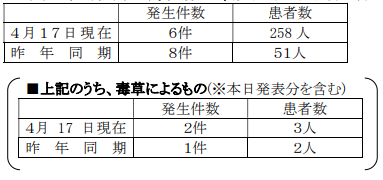 発生件数 患者数
4月17日現在 6件 258人
昨年同期 8件 51人
■上記のうち、毒草によるもの(※本日発表分を含む)
発生件数 患者数
4月 17 日現在 2件 3人
昨年同期 1件 2人